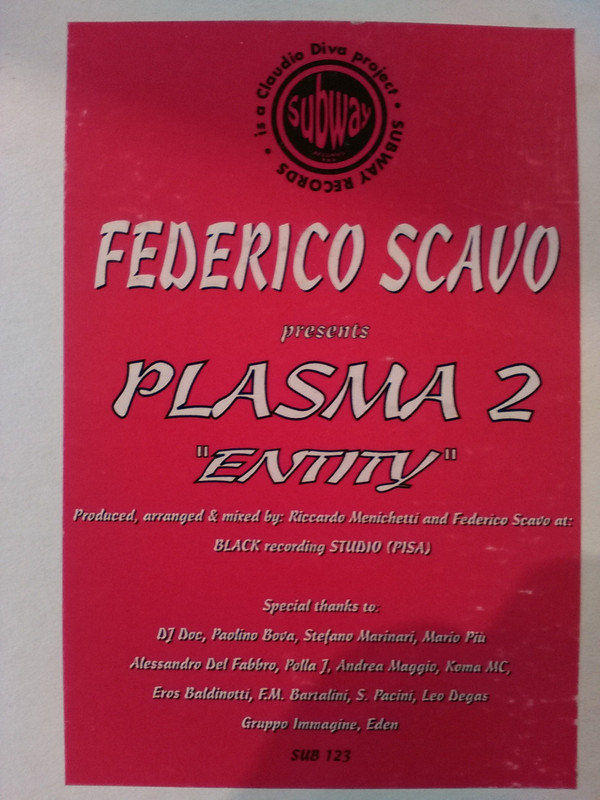 is a Claudio Diva project • SUBWAY RECORDS •
subway
FEDERICO SCAVO
presents
PLASMA 2
"ENTITY"
Produced, arranged & mixed by: Riccardo Menichetti and Federico Scavo at:
BLACK recording STUDIO (PISA)
Special thanks to:
DJ Doc, Paolino Bova, Stefano Marinari, Mario Più
Alessandro Del Fabbro, Polla J, Andrea Maggio, Koma MC,
Eros Baldinotti, F.M. Bartalini, S. Pacini, Leo Degas
Gruppo Immagine, Eden
SUB 123